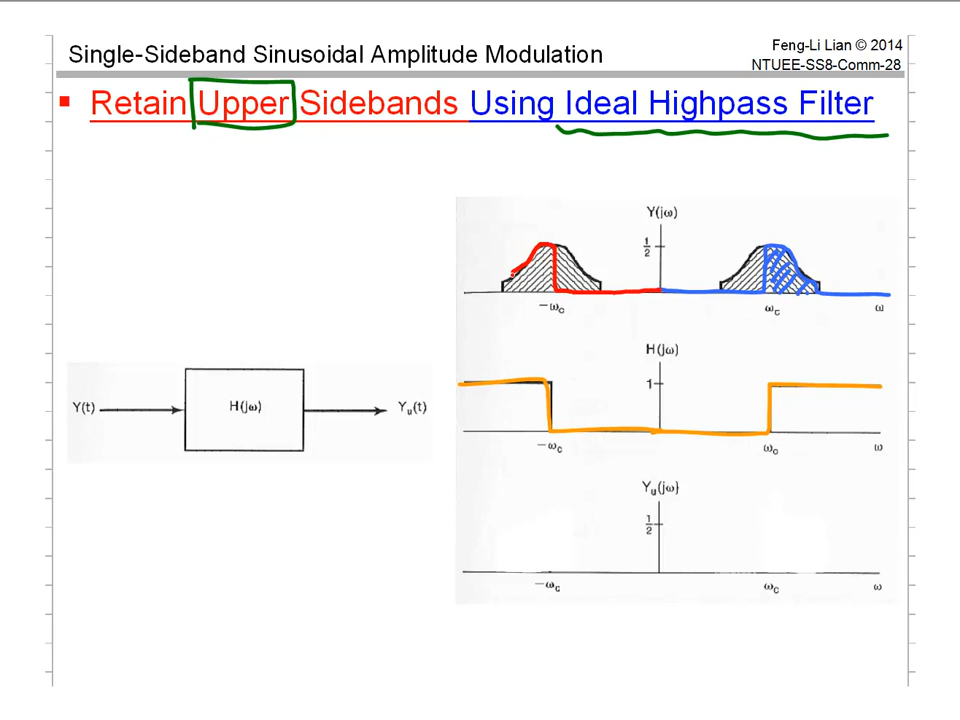 Single-Sideband Sinusoidal Amplitude Modulation
Feng-Li Lian © 2014
NTUEE-SS8-Comm-28
▪ Retain Upper Sidebands Using Ideal Highpass Filter
Y(jω)
1/2
−ωc ωc ω
H(jω)
1
−ωc ωc ω
Y(t) H(jω) Yu(t)
Yu(jω)
1/2
−ωc ωc ω